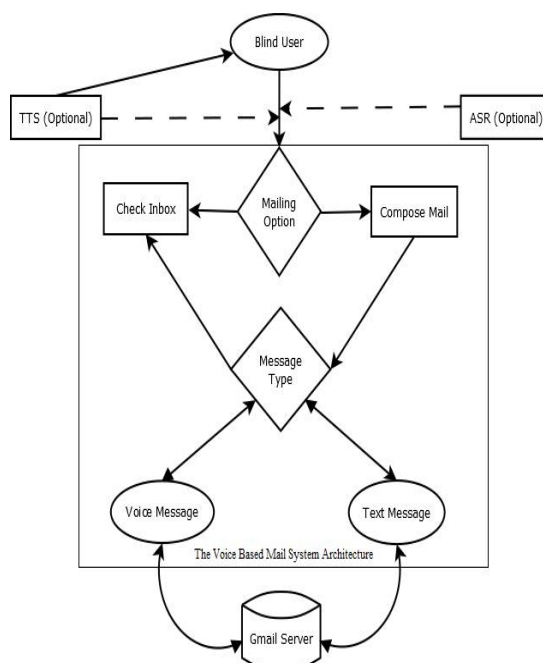 Blind User
TTS (Optional)
ASR (Optional)
Check Inbox
Mailing
Option
Compose Mail
Message
Type
Voice Message
Text Message
The Voice Based Mail System Architecture
Gmail Server